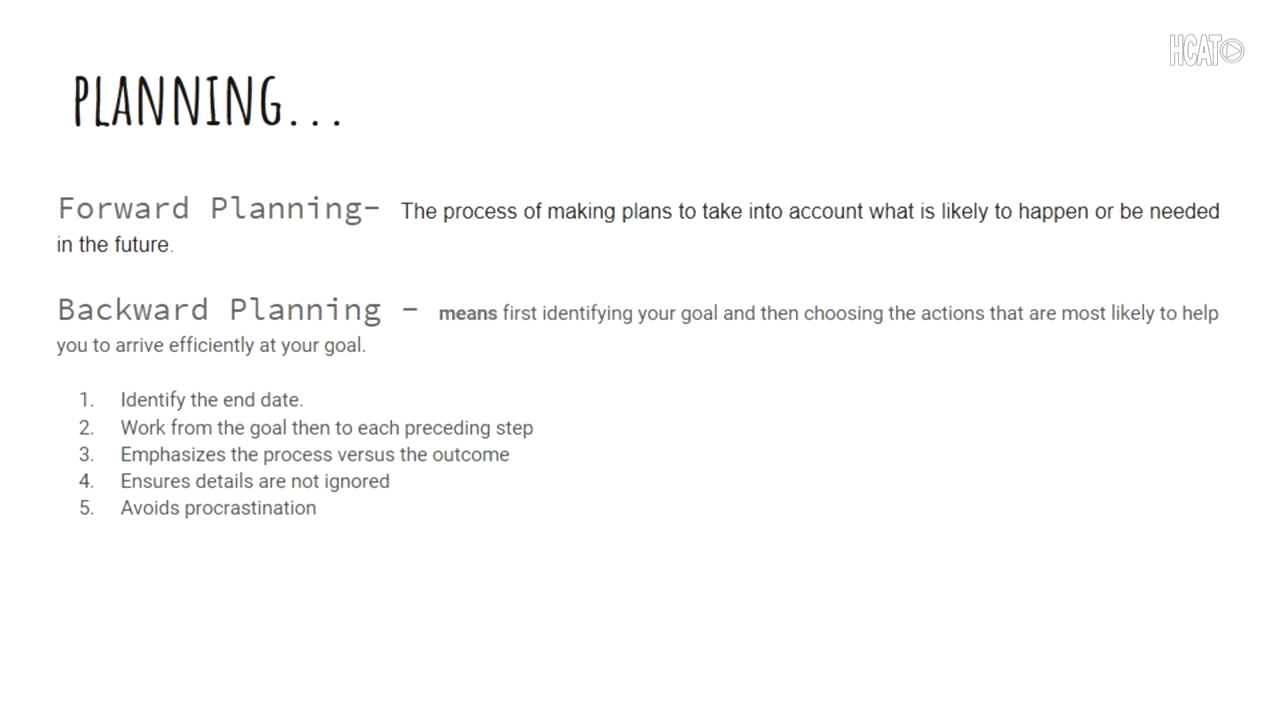 HCAT
PLANNING...
Forward Planning- The process of making plans to take into account what is likely to happen or be needed
in the future.
Backward Planning - means first identifying your goal and then choosing the actions that are most likely to help
you to arrive efficiently at your goal.
1. Identify the end date.
2. Work from the goal then to each preceding step
3. Emphasizes the process versus the outcome
4. Ensures details are not ignored
5. Avoids procrastination